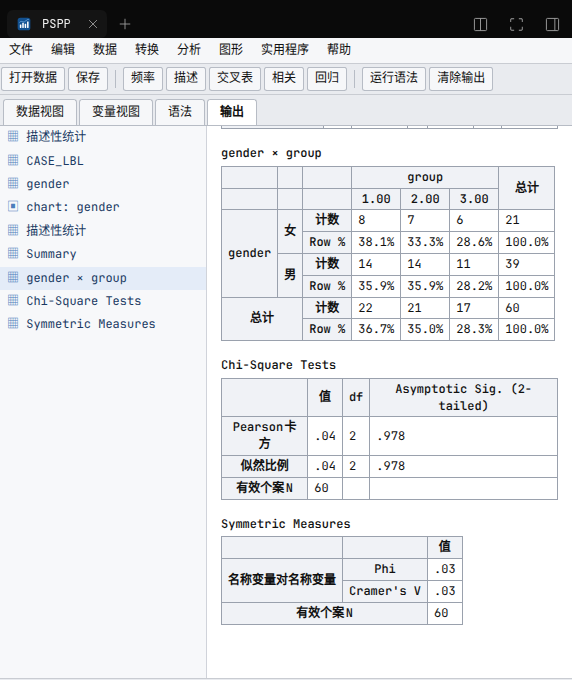 PSPP
文件 编辑 数据 转换 分析 图形 实用程序 帮助
打开数据 保存 频率 描述 交叉表 相关 回归 运行语法 清除输出
数据视图 变量视图 语法 输出
描述性统计
CASE_LBL
gender
chart: gender
描述性统计
Summary
gender × group
Chi-Square Tests
Symmetric Measures
gender × group
group 总计
1.00 2.00 3.00
gender 女 计数 8 7 6 21
Row % 38.1% 33.3% 28.6% 100.0%
男 计数 14 14 11 39
Row % 35.9% 35.9% 28.2% 100.0%
总计 计数 22 21 17 60
Row % 36.7% 35.0% 28.3% 100.0%
Chi-Square Tests
值 df Asymptotic Sig. (2-
tailed)
Pearson卡
方 .04 2 .978
似然比例 .04 2 .978
有效个案N 60
Symmetric Measures
值
名称变量对名称变量 Phi .03
Cramer's V .03
有效个案N 60